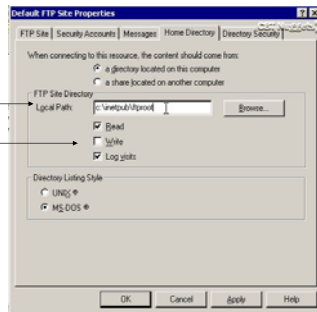 Default FTP Site Properties
FTP Site
Security Accounts
Messages
Home Directory
Directory Security
When connecting to this resource, the content should come from:
a directory located on this computer
a share located on another computer
FTP Site Directory
Local Path:
c:\inetpub\ftproot
Browse...
Read
Write
Log visits
Directory Listing Style
UNIX ®
MS-DOS ®
OK
Cancel
Apply
Help